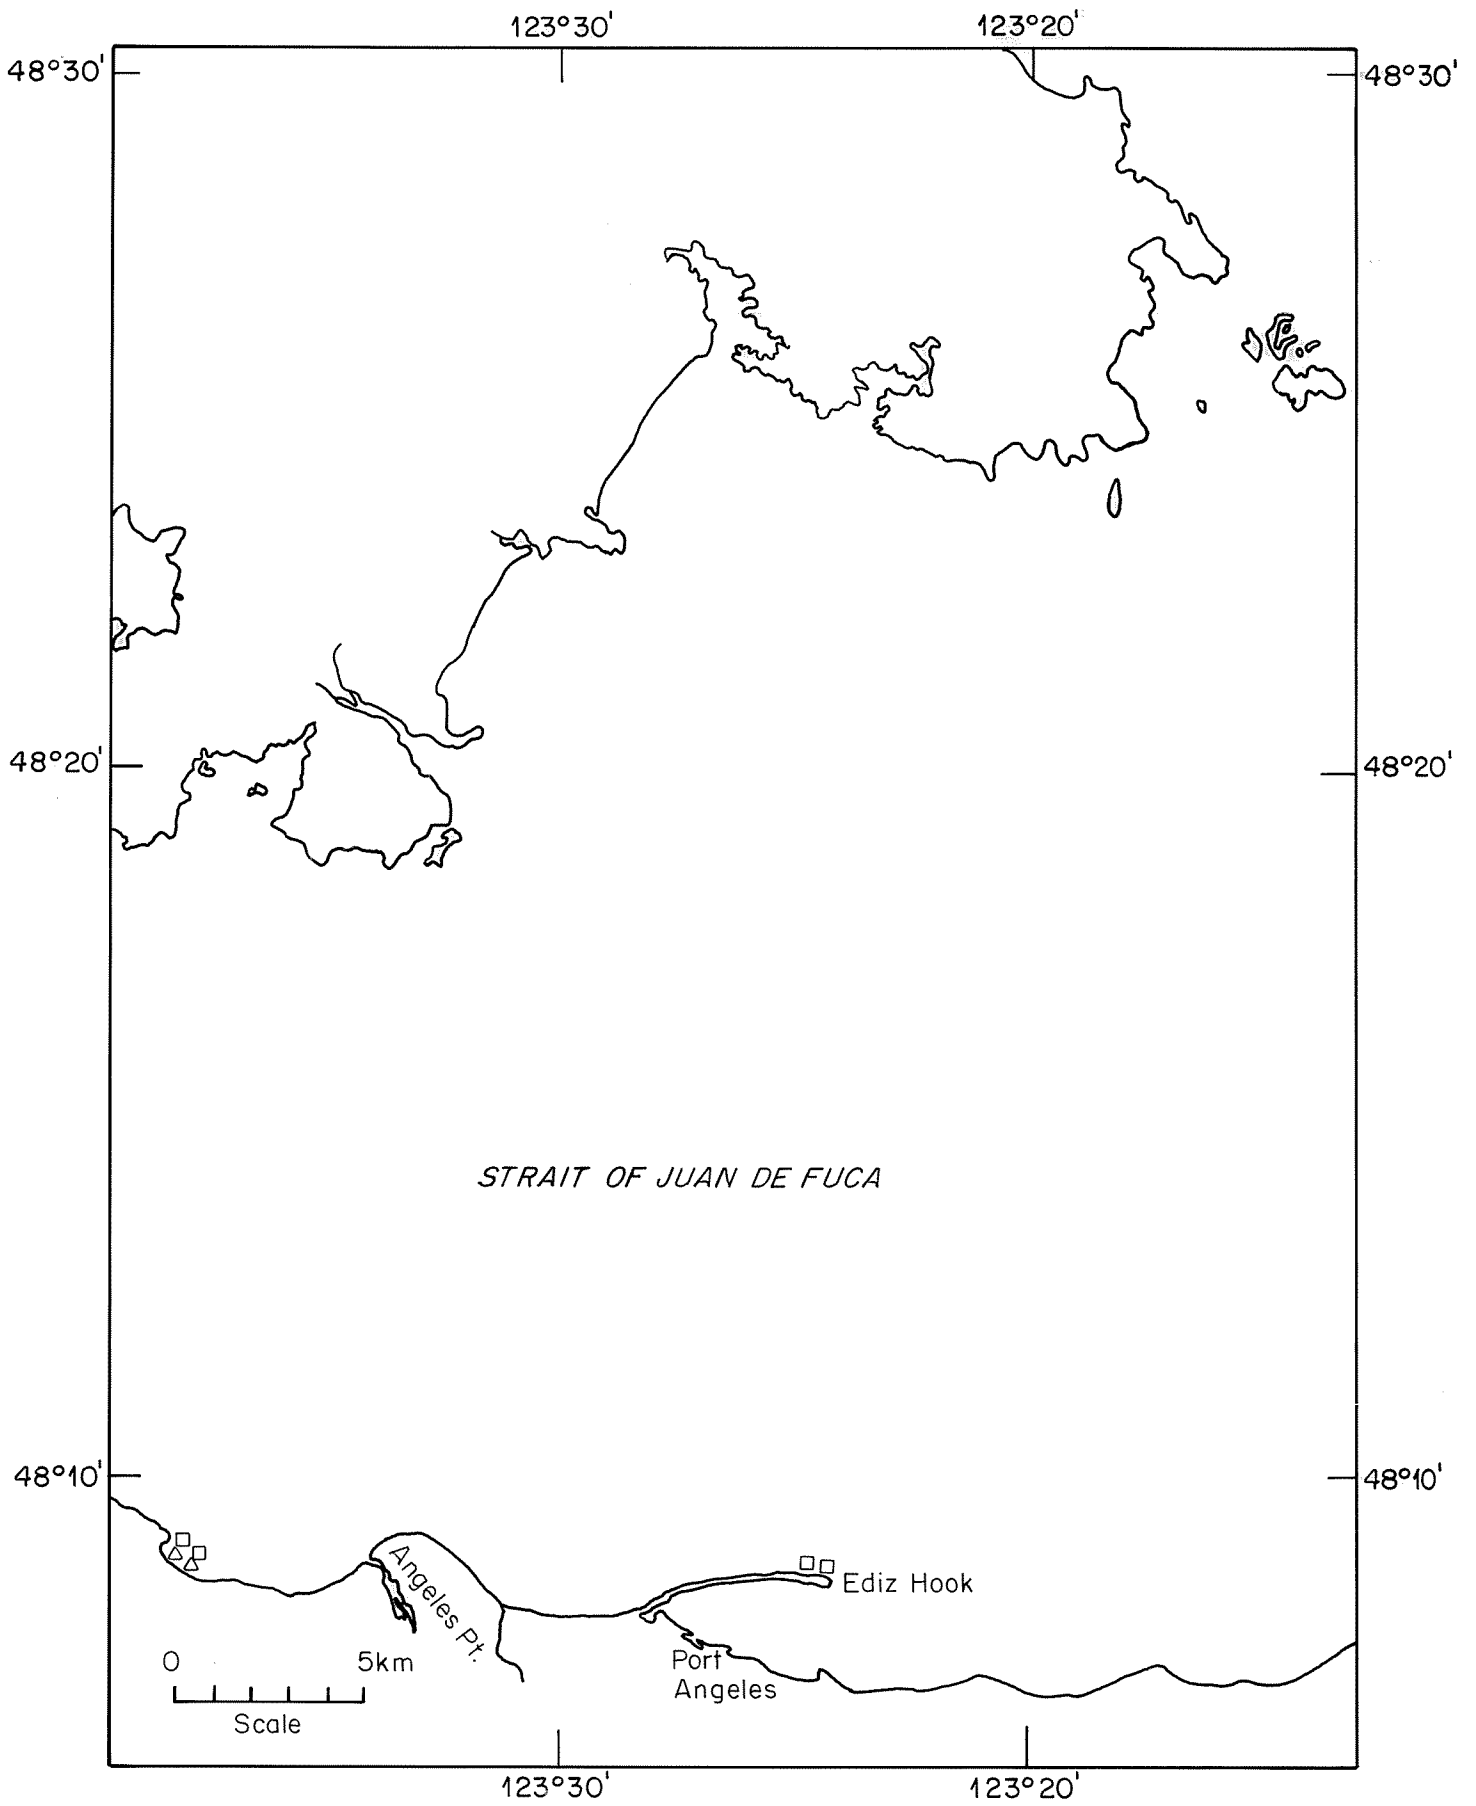 123°30' 123°20'
48°30' 48°30'
48°20' 48°20'
STRAIT OF JUAN DE FUCA
48°10' 48°10'
Angeles Pt.
Ediz Hook
Port
Angeles
0 5km
Scale
123°30' 123°20'